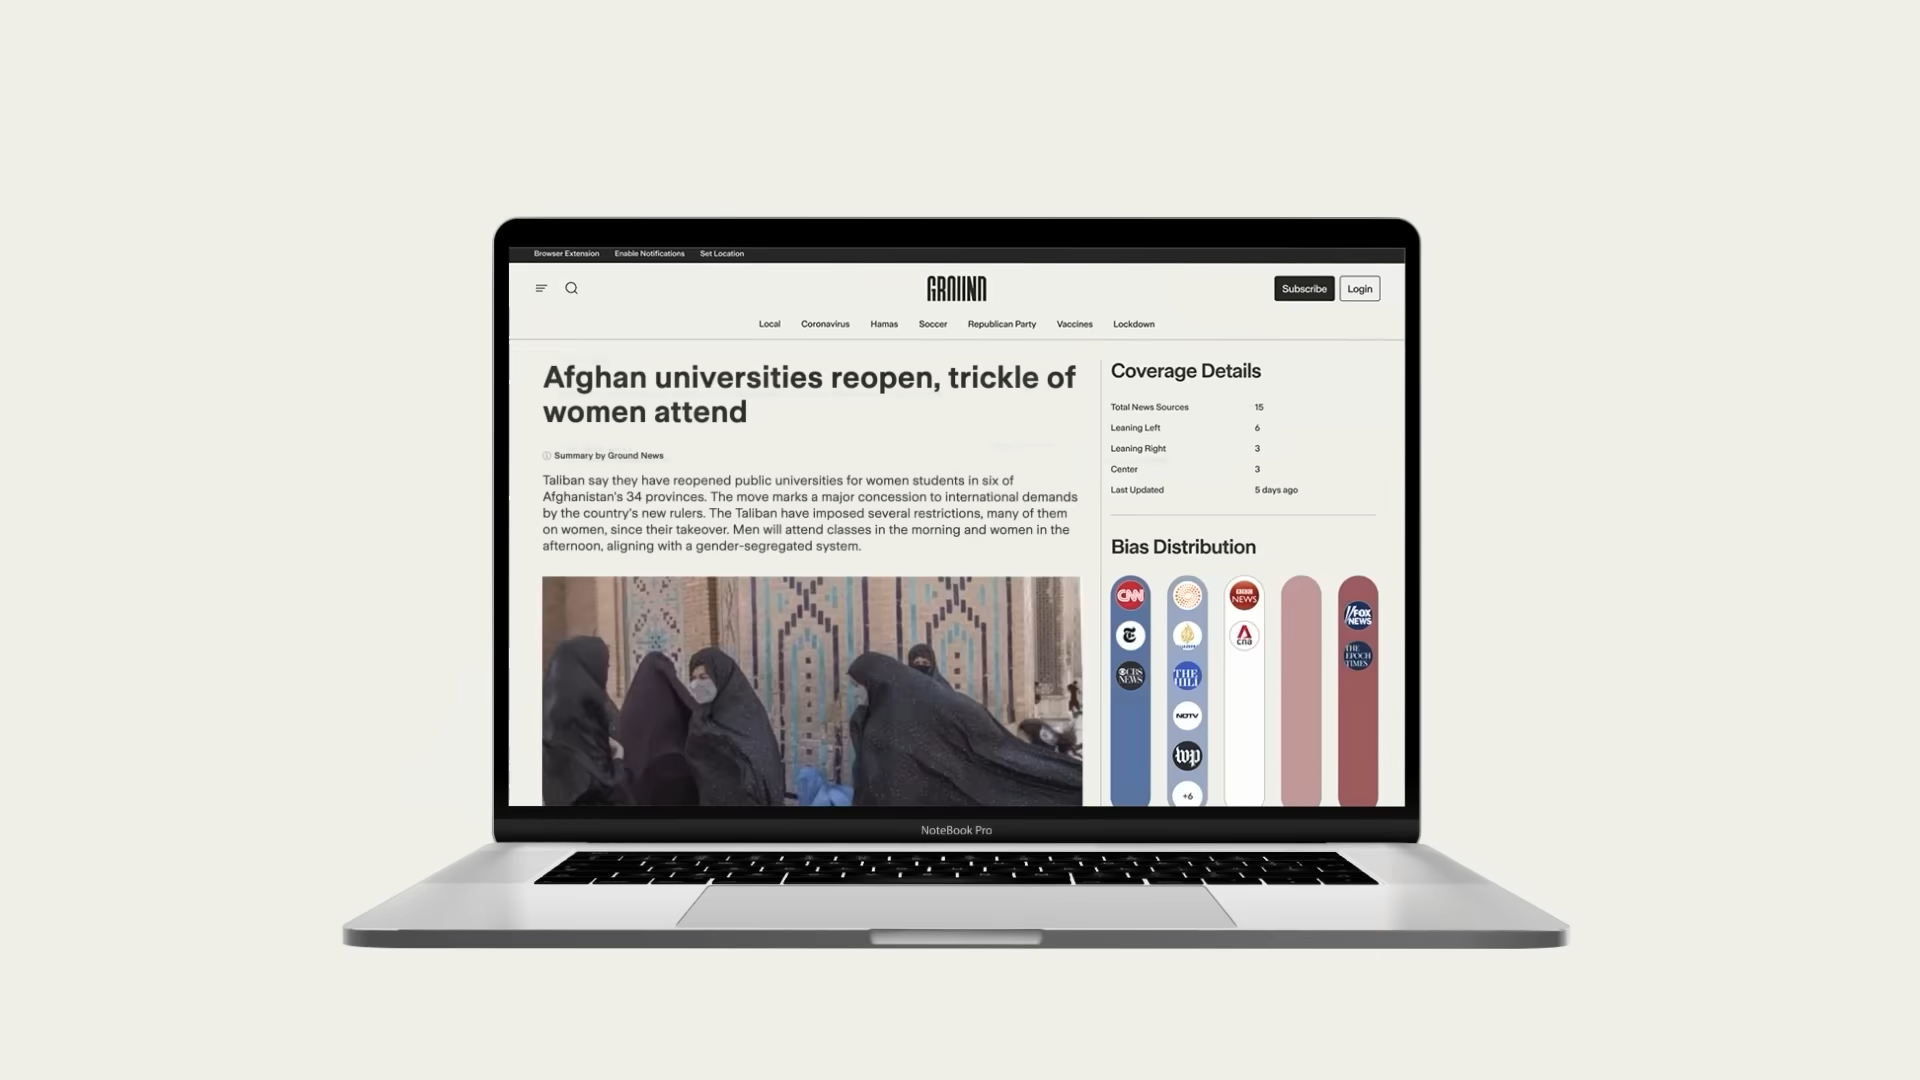 Browser Extension Enable Notifications Set Location
GROUND
Subscribe Login
Local Coronavirus Hamas Soccer Republican Party Vaccines Lockdown
Afghan universities reopen, trickle of
women attend
Summary by Ground News
Taliban say they have reopened public universities for women students in six of
Afghanistan's 34 provinces. The move marks a major concession to international demands
by the country's new rulers. The Taliban have imposed several restrictions, many of them
on women, since their takeover. Men will attend classes in the morning and women in the
afternoon, aligning with a gender-segregated system.
Coverage Details
Total News Sources 15
Leaning Left 6
Leaning Right 3
Center 3
Last Updated 5 days ago
Bias Distribution
CNN
CBS NEWS
THE HILL
NDTV
wp
+6
BBC NEWS
cna
FOX NEWS
THE EPOCH TIMES
NoteBook Pro